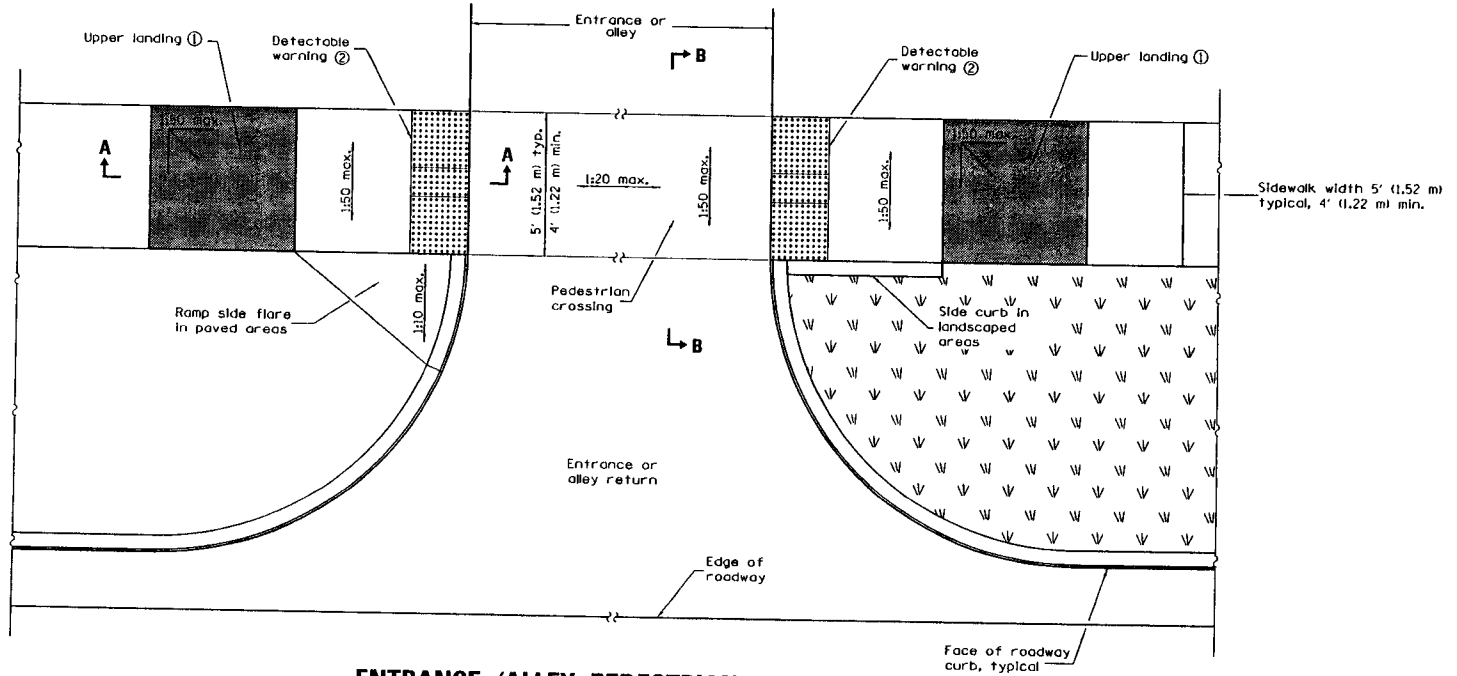 Entrance or
alley
Upper landing ①
Detectable
warning ②
B
Detectable
warning ②
Upper landing ①
1:50 max.
1:50 max.
A
A
1:50 max.
5' (1.52 m) typ.
4' (1.22 m) min.
1:20 max.
1:50 max.
1:50 max.
Sidewalk width 5' (1.52 m)
typical, 4' (1.22 m) min.
Ramp side flare
in paved areas
1:10 max.
Pedestrian
crossing
B
Side curb in
landscaped
areas
Entrance or
alley return
Edge of
roadway
Face of roadway
curb, typical
ENTRANCE/ALLEY PEDESTRIAN